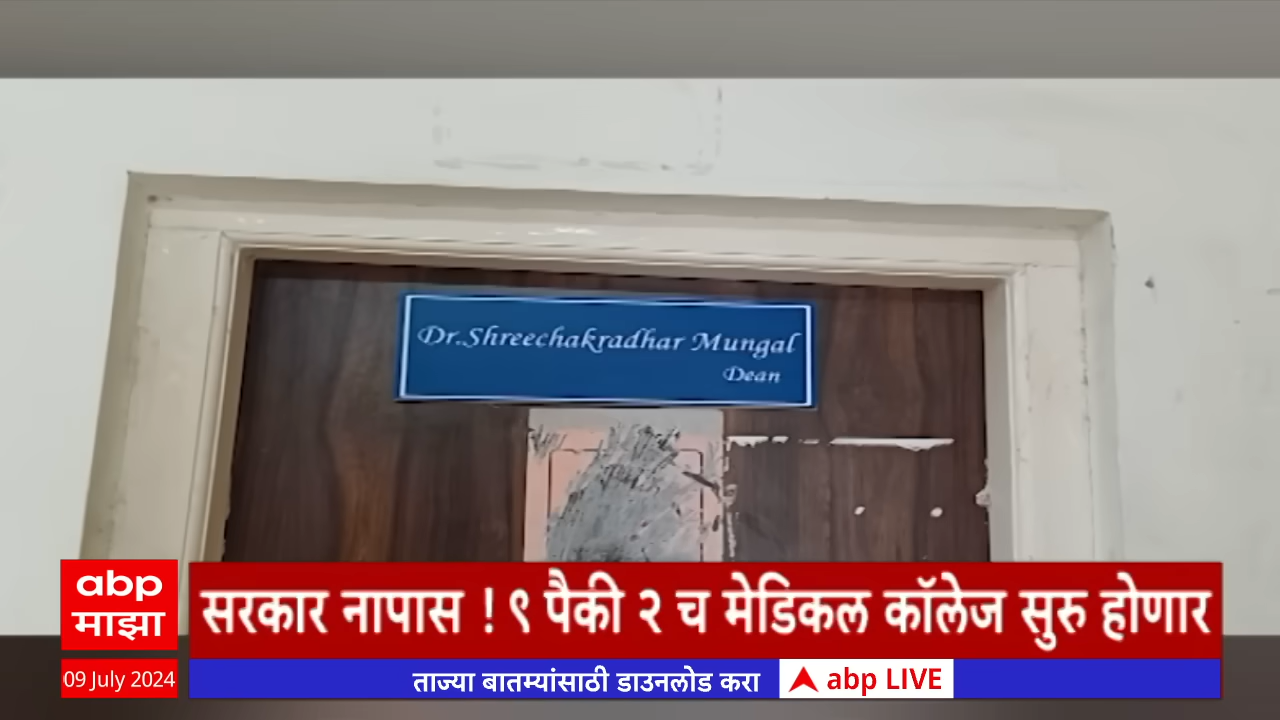 Dr.Shreechakradhar Mungal
Dean
abp
माझा
सरकार नापास ! ९ पैकी २ च मेडिकल कॉलेज सुरु होणार
09 July 2024
ताज्या बातम्यांसाठी डाउनलोड करा
abp LIVE